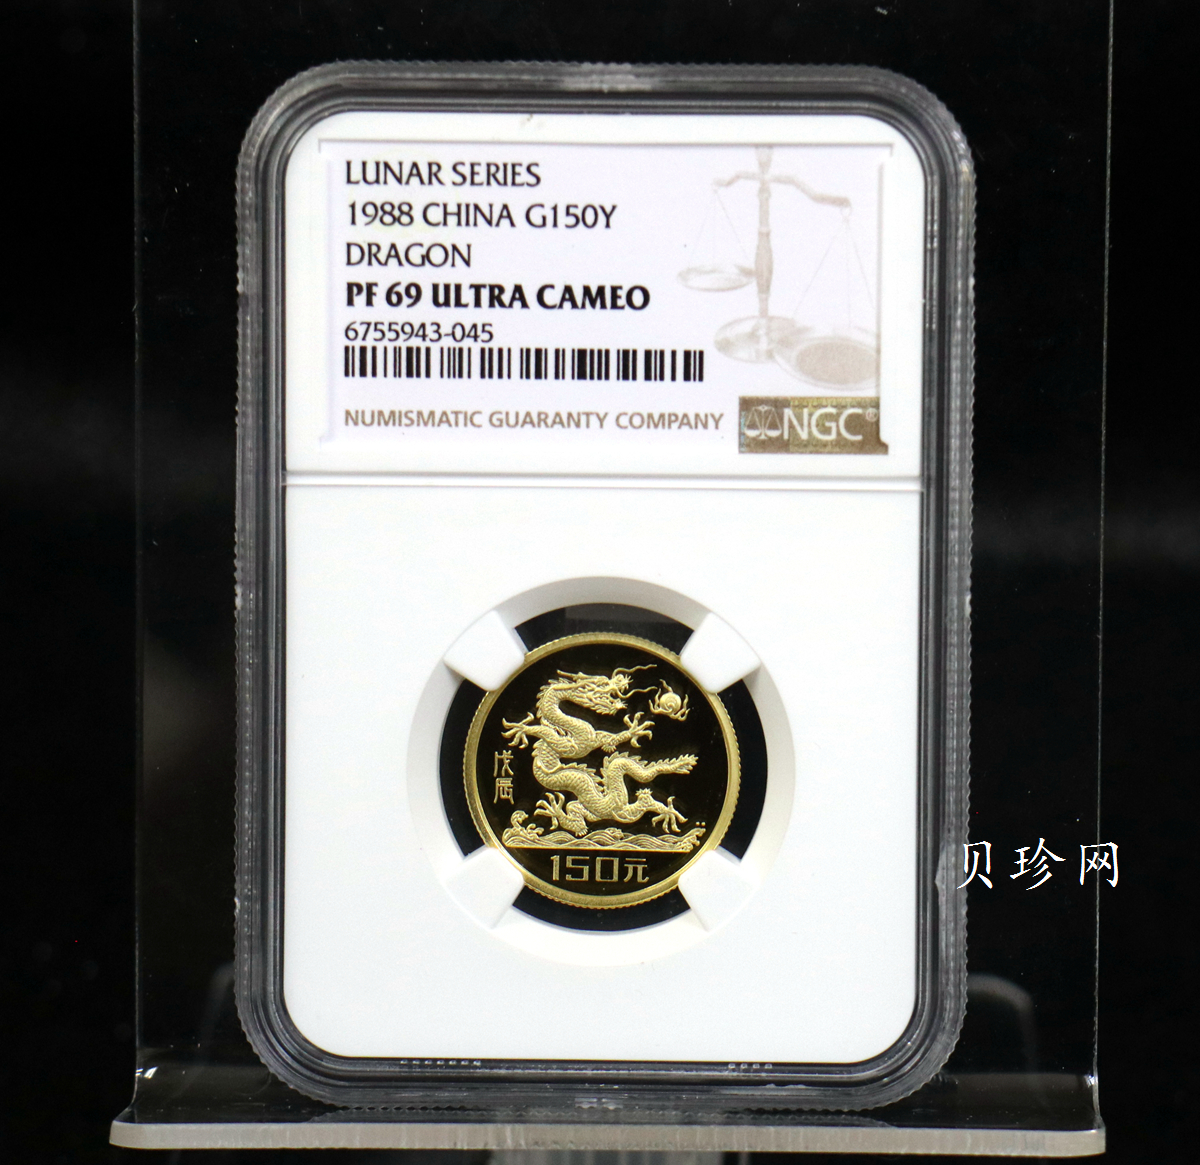 LUNAR SERIES
1988 CHINA G150Y
DRAGON
PF 69 ULTRA CAMEO
6755943-045
NUMISMATIC GUARANTY COMPANY
NGC®
戊辰
150元
贝珍网